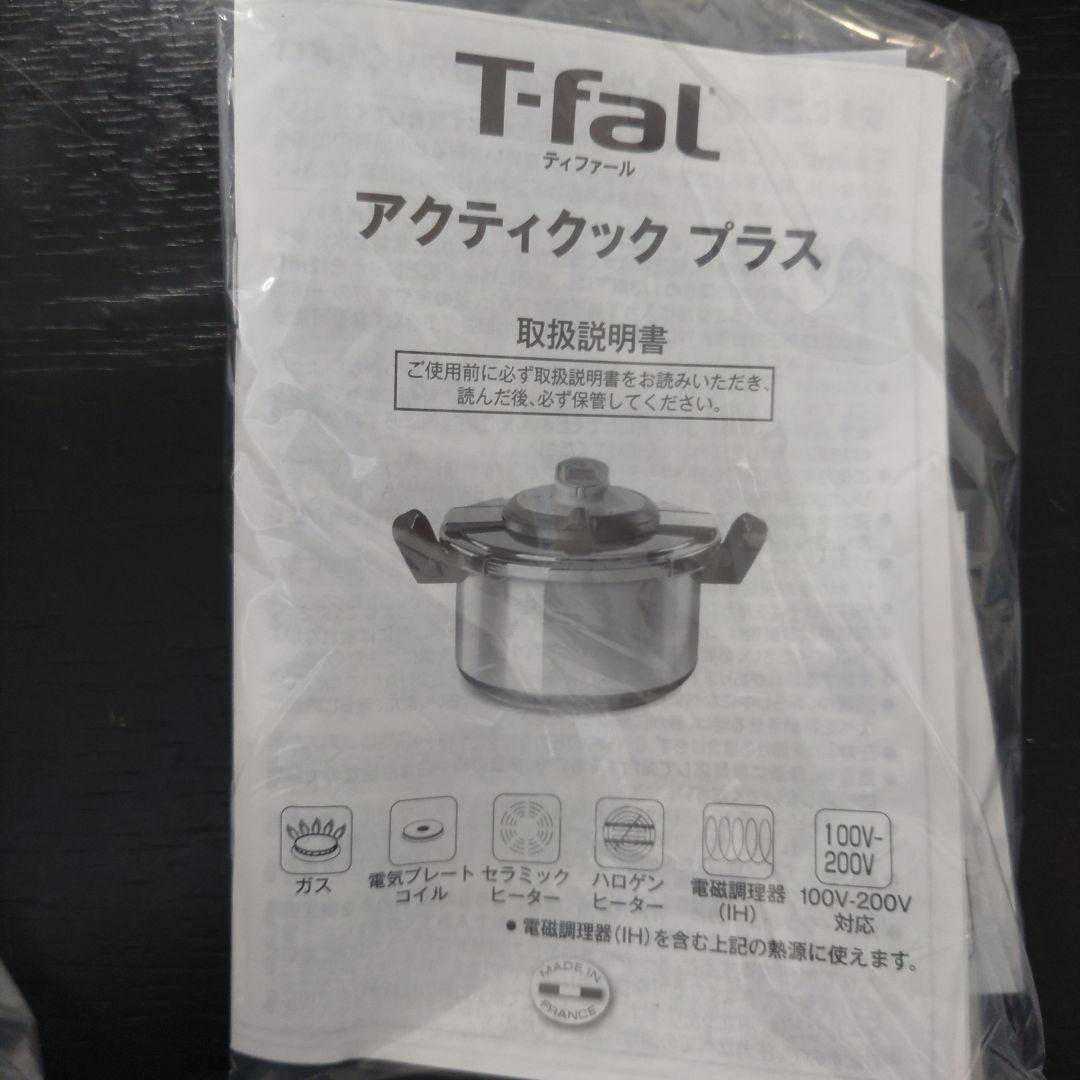 T-fal
ティファール
アクティクック プラス
取扱説明書
ご使用前に必ず取扱説明書をお読みいただき、
読んだ後、必ず保管してください。
ガス
電気プレート
コイル
セラミック
ヒーター
ハロゲン
ヒーター
電磁調理器
(IH)
100V-
200V
100V-200V
対応
● 電磁調理器(IH)を含む上記の熱源に使えます。
MADE IN
FRANCE